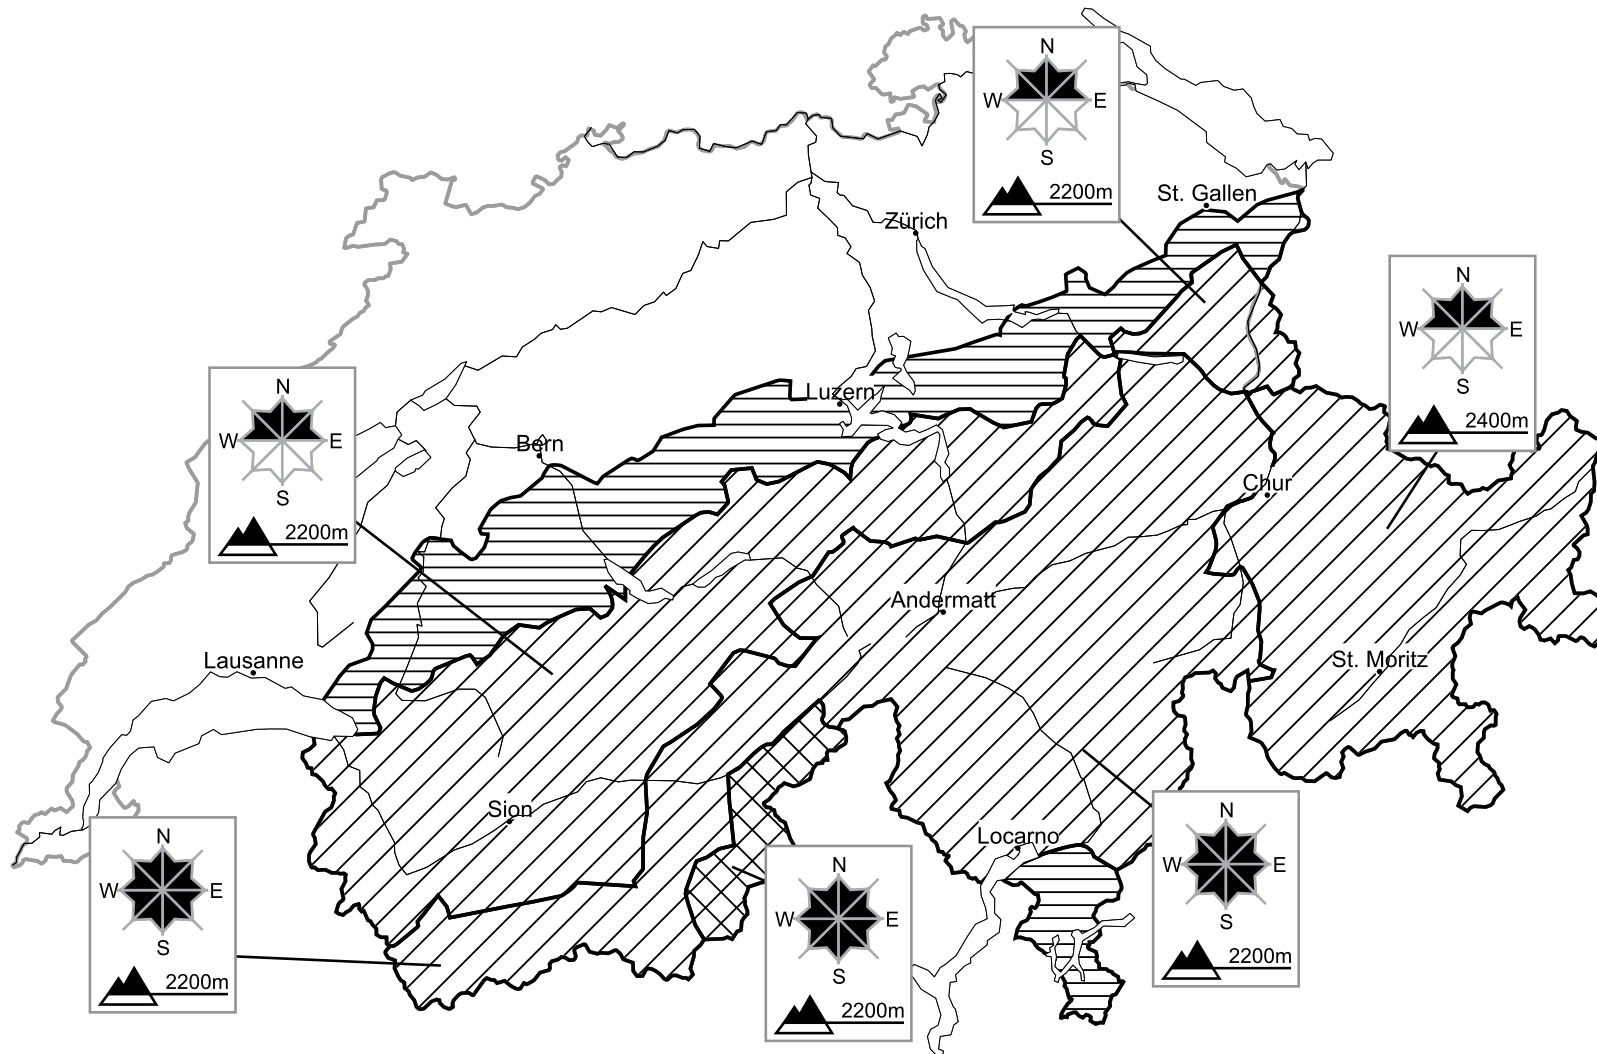 N
W E
S
2200m
St. Gallen
Zürich
N
W E
S
2400m
N
W E
S
2200m
Luzern
Bern
Chur
Andermatt
Lausanne
St. Moritz
Sion
Locarno
N
W E
S
2200m
N
W E
S
2200m
N
W E
S
2200m